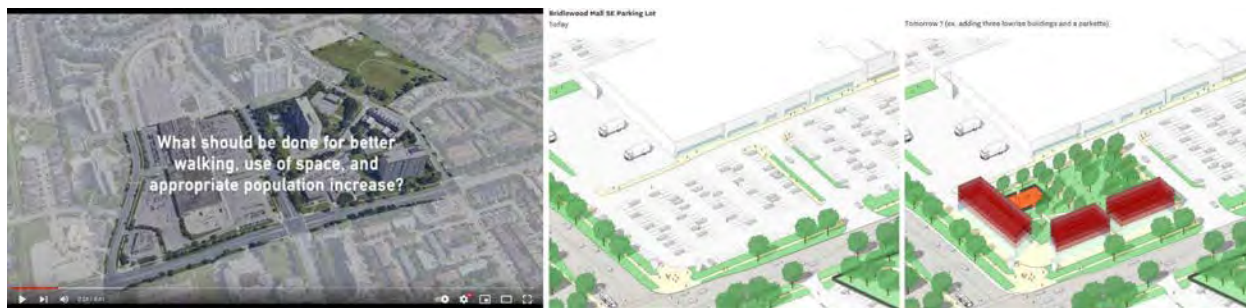 What should be done for better
walking, use of space, and
appropriate population increase?
Bridlewood Mall SE Parking Lot
Today
Tomorrow ? (ex. adding three lowrise buildings and a parkette)